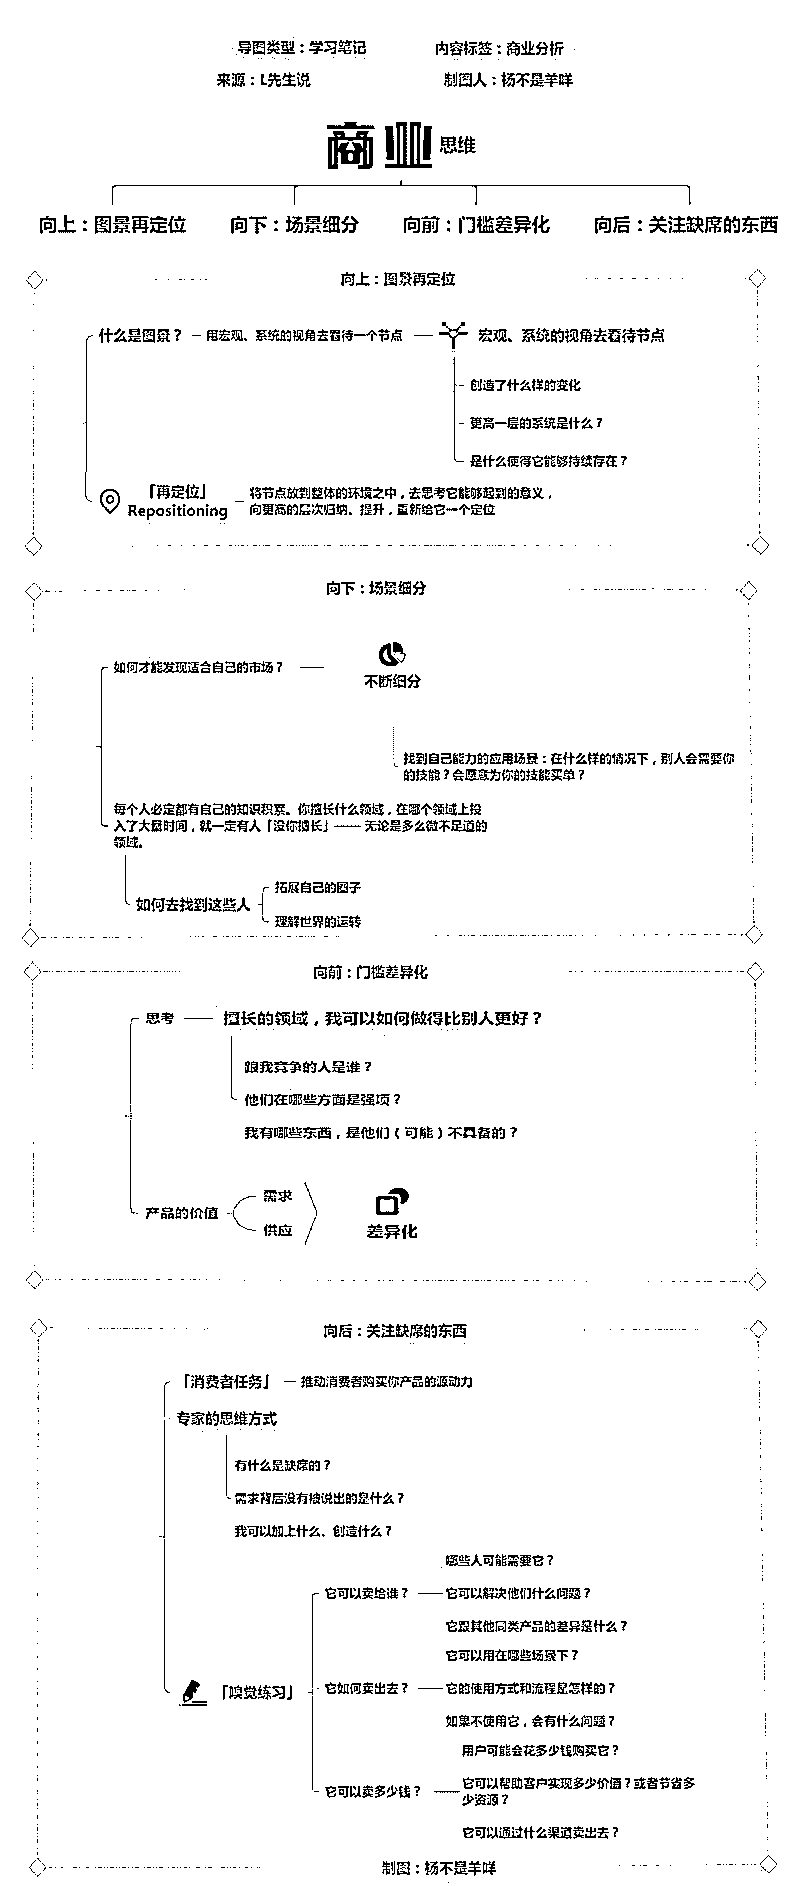 导图类型：学习笔记
内容标签：商业分析
来源：L先生说
制图人：杨不是羊咩
商业思维
向上：图景再定位
向下：场景细分
向前：门槛差异化
向后：关注缺席的东西
向上：图景再定位
什么是图景？
用宏观、系统的视角去看待一个节点
宏观、系统的视角去看待节点
创造了什么样的变化
更高一层的系统是什么？
是什么使得它能够持续存在？
「再定位」
Repositioning
将节点放到整体的环境之中，去思考它能够起到的意义，
向更高的层次归纳、提升，重新给它一个定位
向下：场景细分
如何才能发现适合自己的市场？
不断细分
找到自己能力的应用场景：在什么样的情况下，别人会需要你
的技能？会愿意为你的技能买单？
每个人必定都有自己的知识积累。你擅长什么领域，在哪个领域上投
入了大量时间，就一定有人「没你擅长」—— 无论是多么微不足道的
领域。
如何去找到这些人
拓展自己的圈子
理解世界的运转
向前：门槛差异化
思考
擅长的领域，我可以如何做得比别人更好？
跟我竞争的人是谁？
他们在哪些方面是强项？
我有哪些东西，是他们（可能）不具备的？
产品的价值
需求
供应
差异化
向后：关注缺席的东西
「消费者任务」
推动消费者购买你产品的源动力
专家的思维方式
有什么是缺席的？
需求背后没有被说出的是什么？
我可以加上什么、创造什么？
「嗅觉练习」
它可以卖给谁？
哪些人可能需要它？
它可以解决他们什么问题？
它跟其他同类产品的差异是什么？
它如何卖出去？
它可以用在哪些场景下？
它的使用方式和流程是怎样的？
如果不使用它，会有什么问题？
它可以卖多少钱？
用户可能会花多少钱购买它？
它可以帮助客户实现多少价值？或者节省多
少资源？
它可以通过什么渠道卖出去？
制图：杨不是羊咩